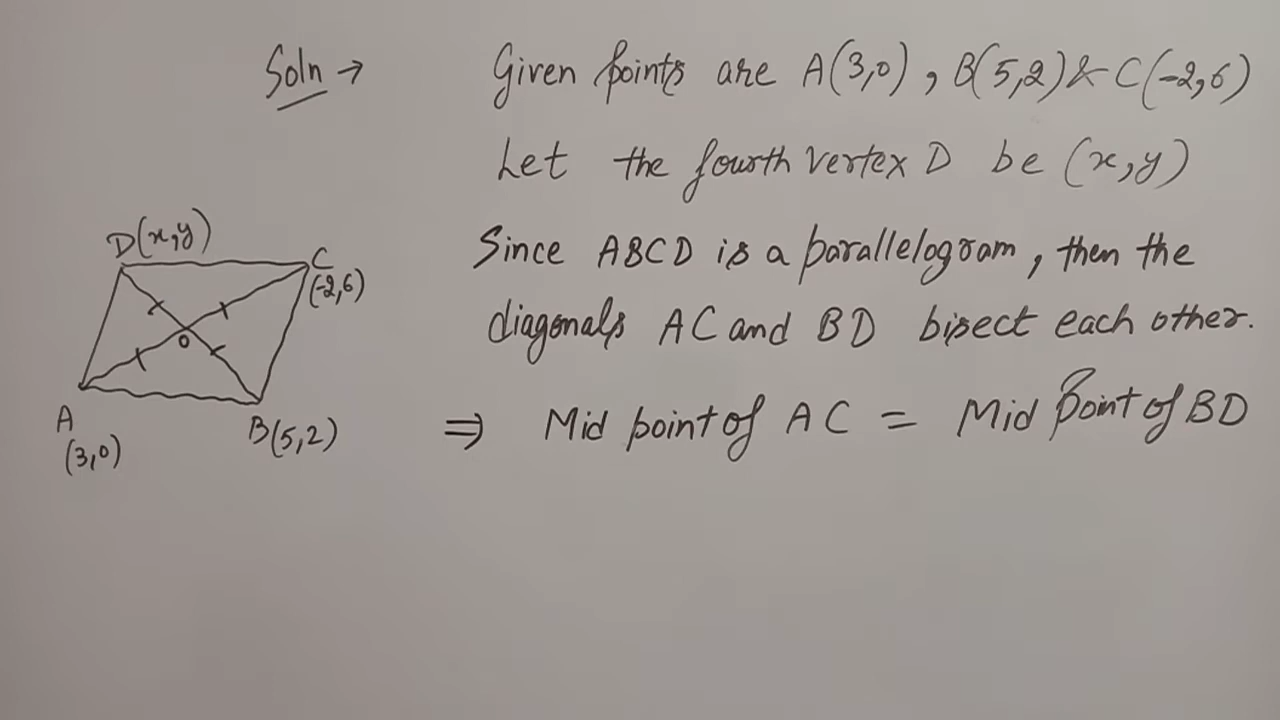 Soln →
Given points are A(3,0), B(5,2) & C(-2,6)
Let the fourth vertex D be (x,y)
Since ABCD is a parallelogram, then the
diagonals AC and BD bisect each other.
⇒ Mid point of AC = Mid Point of BD
D(x,y)
C
(-2,6)
O
A
(3,0)
B(5,2)